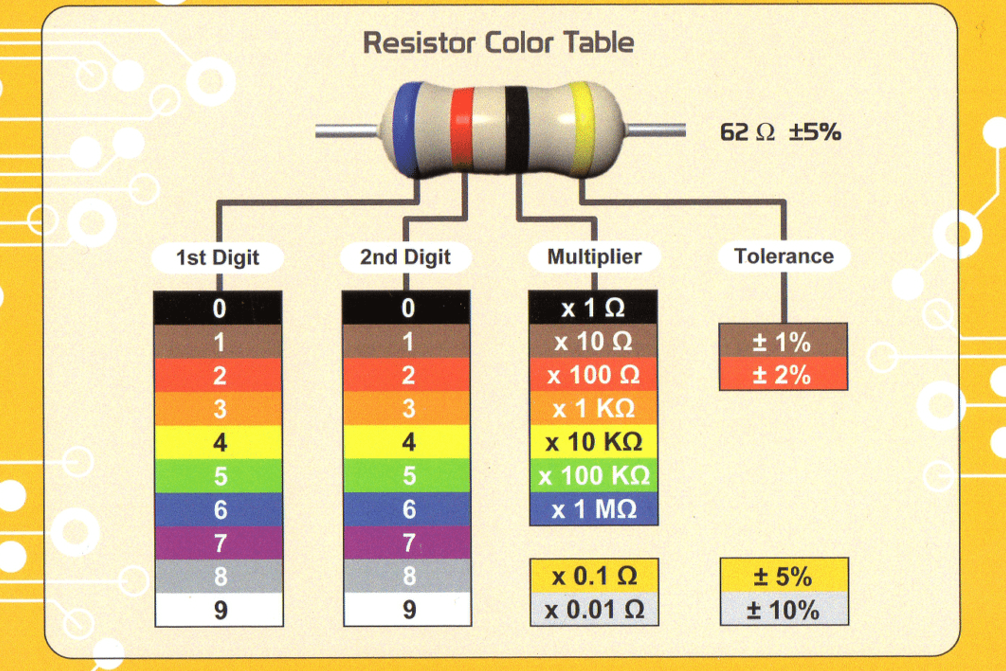 Resistor Color Table
62 Ω ±5%
1st Digit
2nd Digit
Multiplier
Tolerance
0
1
2
3
4
5
6
7
8
9
0
1
2
3
4
5
6
7
8
9
x 1 Ω
x 10 Ω
x 100 Ω
x 1 KΩ
x 10 KΩ
x 100 KΩ
x 1 MΩ
x 0.1 Ω
x 0.01 Ω
± 1%
± 2%
± 5%
± 10%